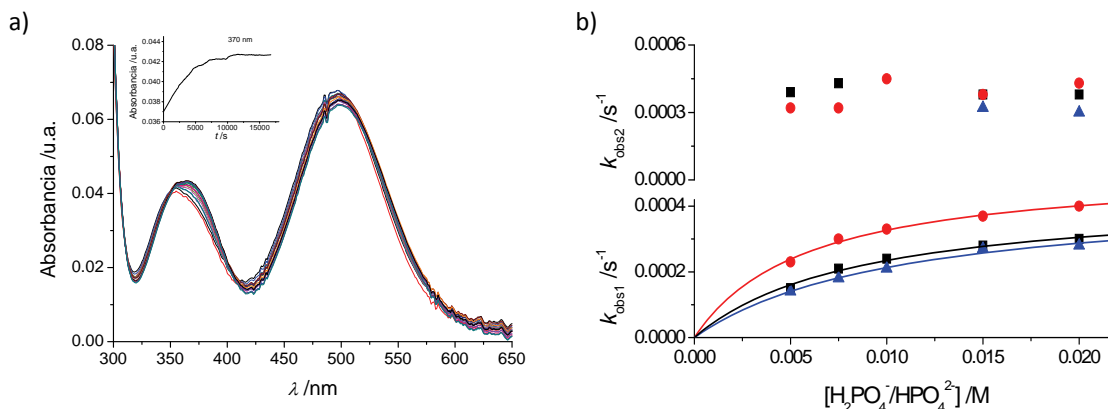 a)
Absorbancia /u.a.
0.08
0.06
0.04
0.02
0.00
300 350 400 450 500 550 600 650
λ /nm
Absorbancia /u.a.
0.044
0.042
0.040
0.038
0.036
0 5000 10000 15000
t /s
370 nm
b)
k_obs2 /s⁻¹
0.0006
0.0003
0.0000
k_obs1 /s⁻¹
0.0004
0.0002
0.0000
0.000 0.005 0.010 0.015 0.020
[H₂PO₄⁻/HPO₄²⁻] /M